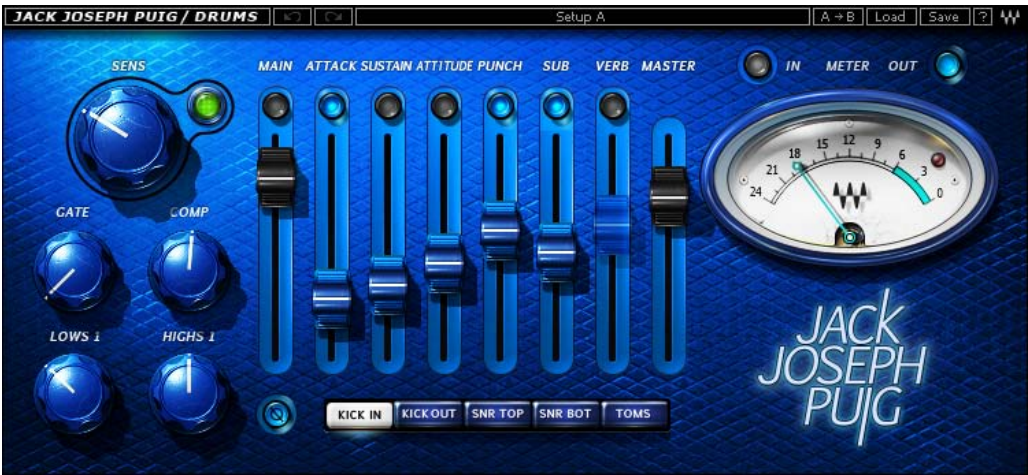 JACK JOSEPH PUIG / DRUMS Setup A A→B Load Save ?
SENS MAIN ATTACK SUSTAIN ATTITUDE PUNCH SUB VERB MASTER IN METER OUT
24 21 18 15 12 9 6 3 0
GATE COMP
LOWS 1 HIGHS 1
JACK
JOSEPH
PUIG
KICK IN KICK OUT SNR TOP SNR BOT TOMS